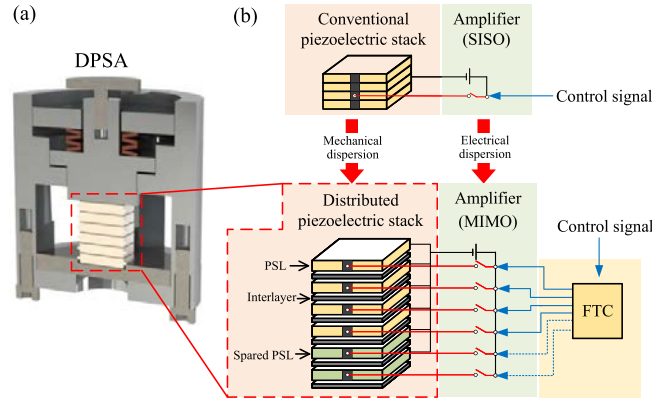 (a)
DPSA
(b)
Conventional
piezoelectric stack
Amplifier
(SISO)
Control signal
Mechanical
dispersion
Electrical
dispersion
Distributed
piezoelectric stack
Amplifier
(MIMO)
Control signal
PSL
Interlayer
Spared PSL
FTC